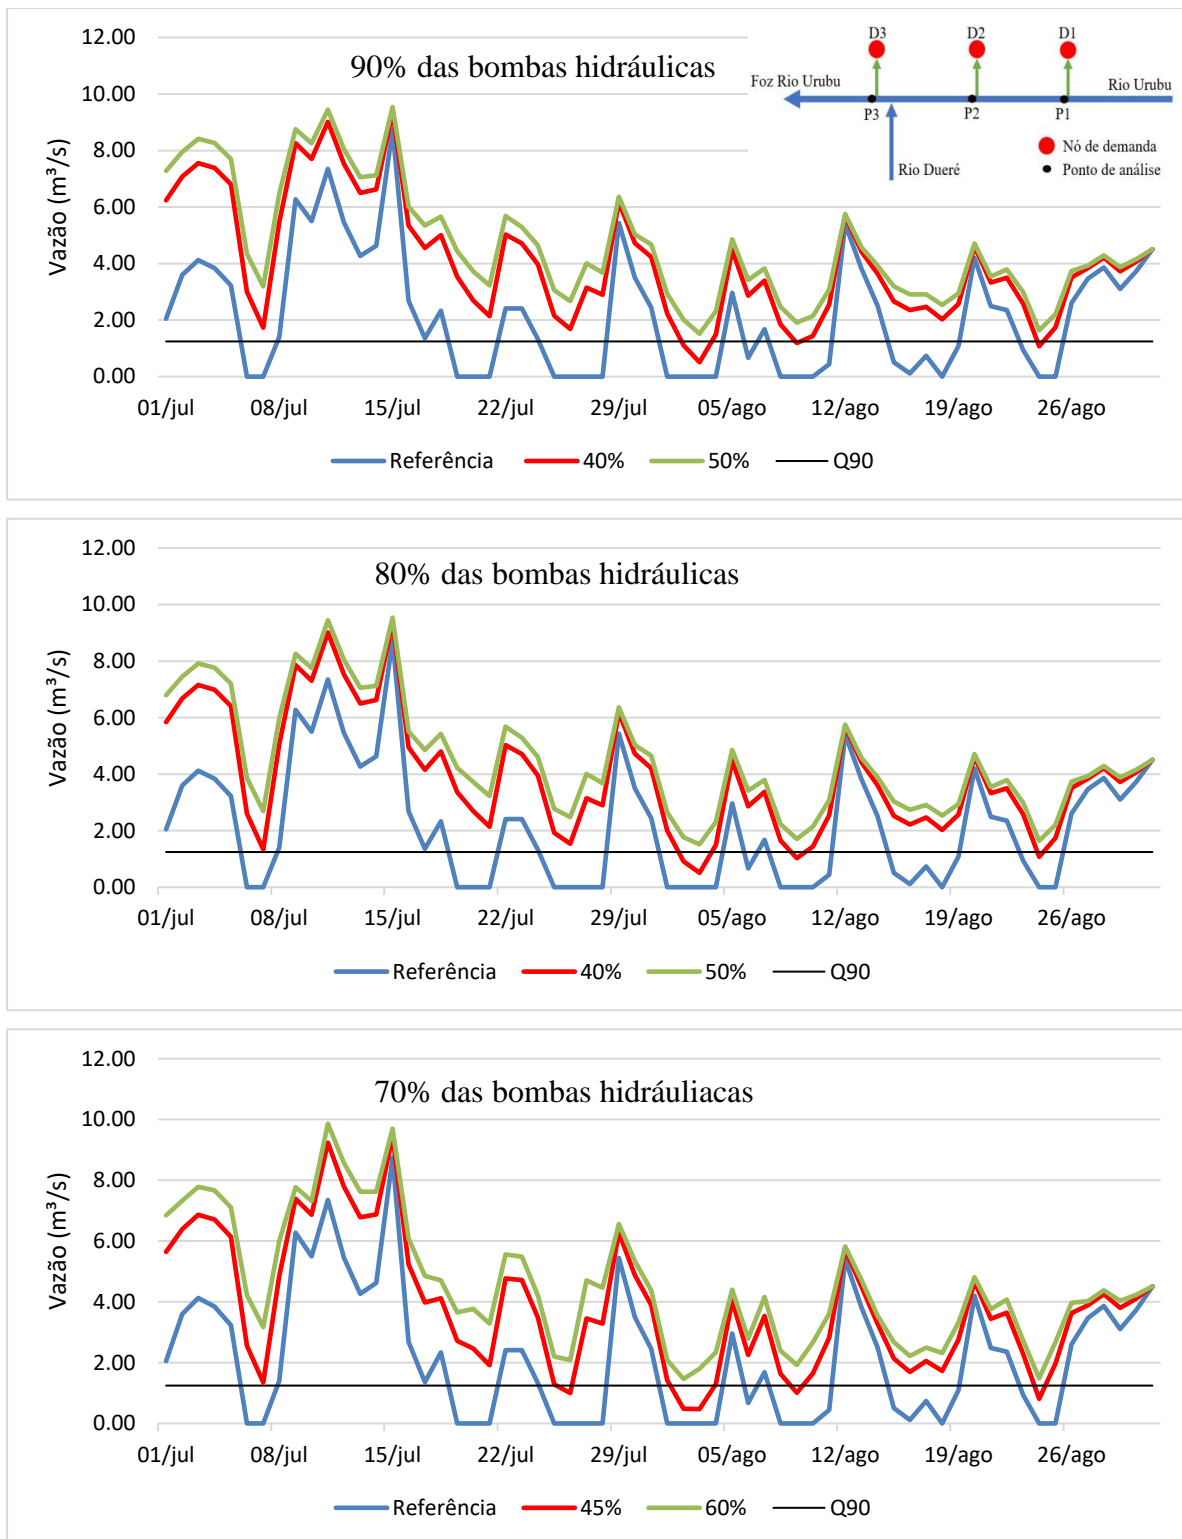 90% das bombas hidráulicas
Vazão (m³/s)
12.00
10.00
8.00
6.00
4.00
2.00
0.00
01/jul 08/jul 15/jul 22/jul 29/jul 05/ago 12/ago 19/ago 26/ago
Referência 40% 50% Q90
D3 D2 D1
Foz Rio Urubu Rio Urubu
P3 P2 P1
Rio Dueré
Nó de demanda
Ponto de análise
80% das bombas hidráulicas
Vazão (m³/s)
12.00
10.00
8.00
6.00
4.00
2.00
0.00
01/jul 08/jul 15/jul 22/jul 29/jul 05/ago 12/ago 19/ago 26/ago
Referência 40% 50% Q90
70% das bombas hidráuliacas
Vazão (m³/s)
12.00
10.00
8.00
6.00
4.00
2.00
0.00
01/jul 08/jul 15/jul 22/jul 29/jul 05/ago 12/ago 19/ago 26/ago
Referência 45% 60% Q90